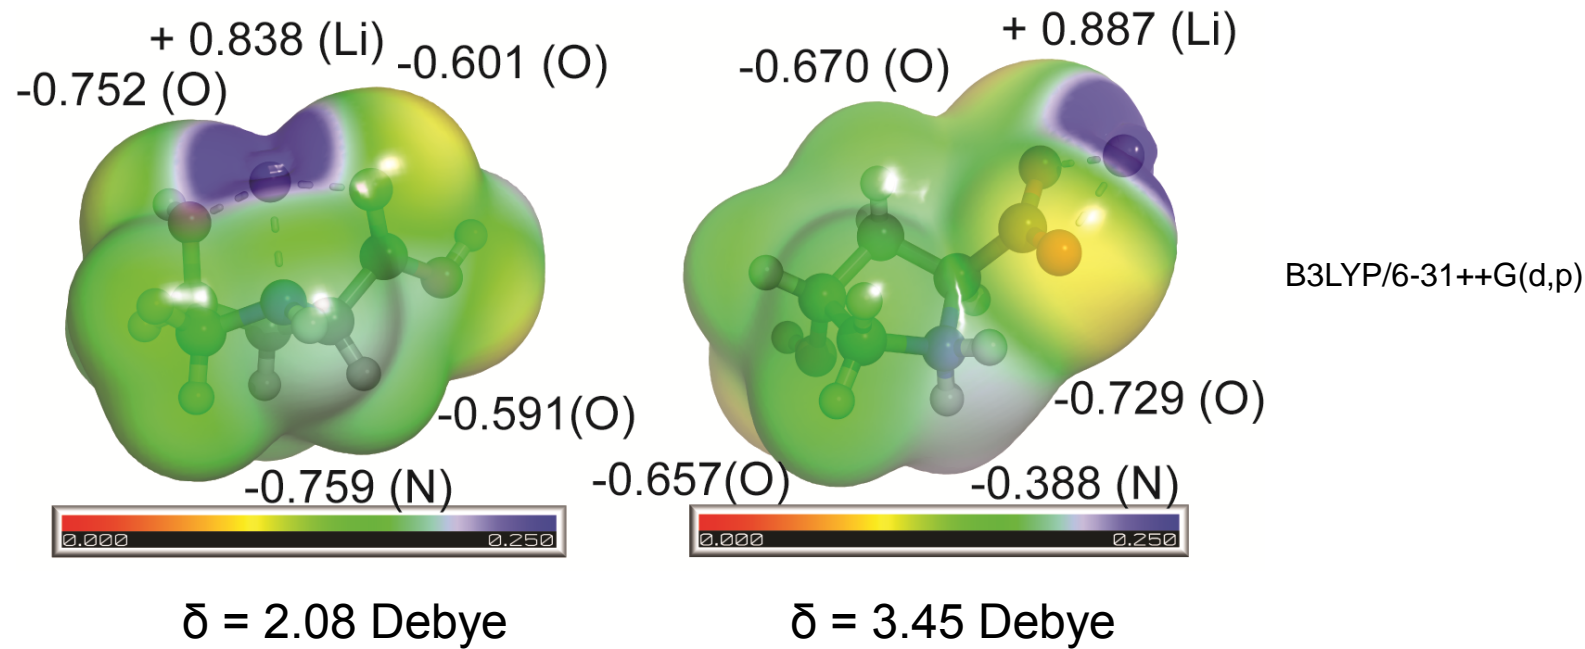 + 0.838 (Li)
-0.601 (O)
-0.752 (O)
-0.591(O)
-0.759 (N)
0.000 0.250
δ = 2.08 Debye
+ 0.887 (Li)
-0.670 (O)
-0.729 (O)
-0.657(O)
-0.388 (N)
0.000 0.250
δ = 3.45 Debye
B3LYP/6-31++G(d,p)